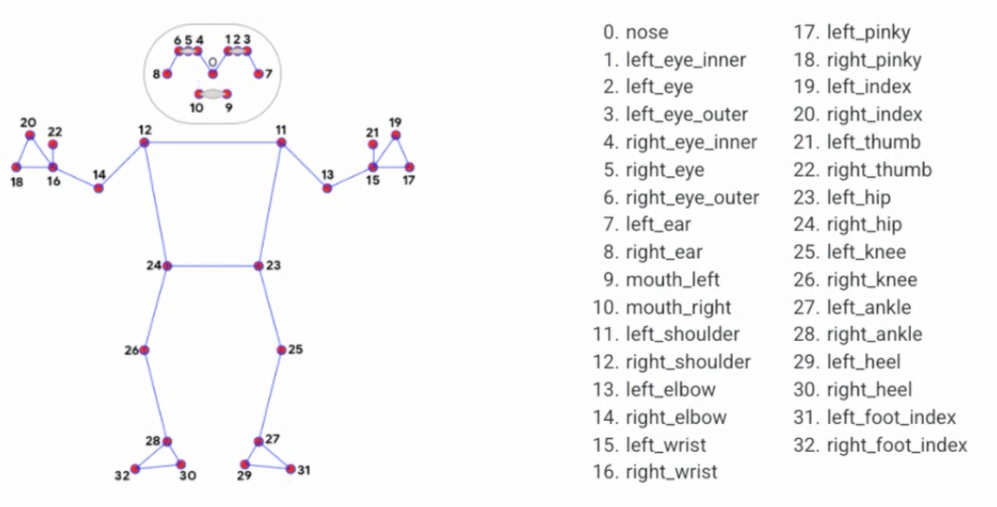 6 5 4 1 2 3
0
8 7
10 9
20 22 12 11 21 19
14 13
18 16 15 17
24 23
26 25
28 27
32 30 29 31
0. nose
1. left_eye_inner
2. left_eye
3. left_eye_outer
4. right_eye_inner
5. right_eye
6. right_eye_outer
7. left_ear
8. right_ear
9. mouth_left
10. mouth_right
11. left_shoulder
12. right_shoulder
13. left_elbow
14. right_elbow
15. left_wrist
16. right_wrist
17. left_pinky
18. right_pinky
19. left_index
20. right_index
21. left_thumb
22. right_thumb
23. left_hip
24. right_hip
25. left_knee
26. right_knee
27. left_ankle
28. right_ankle
29. left_heel
30. right_heel
31. left_foot_index
32. right_foot_index